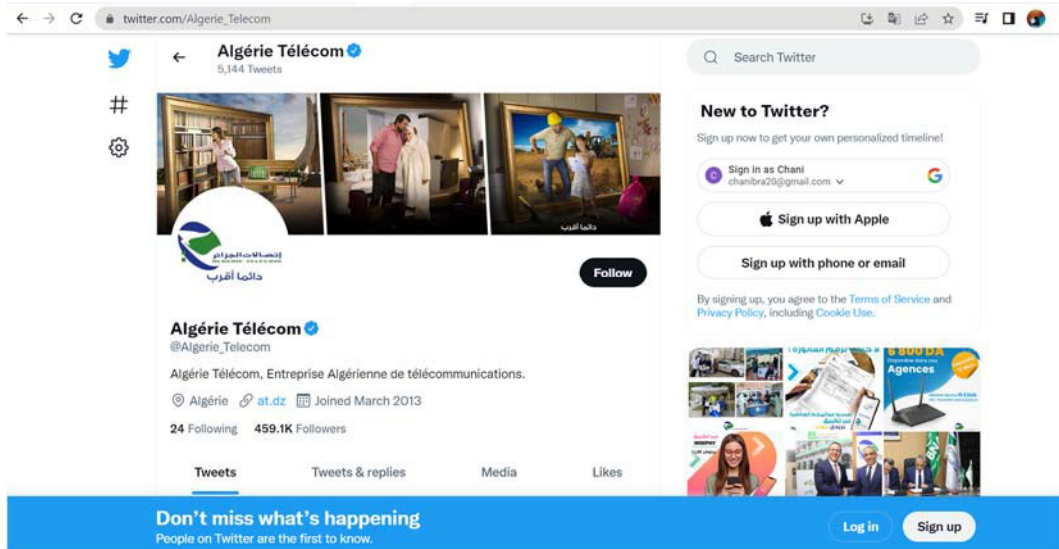 twitter.com/Algerie_Telecom
Algérie Télécom
5,144 Tweets
Search Twitter
دائما أقرب
New to Twitter?
Sign up now to get your own personalized timeline!
C
Sign in as Chani
chanibra20@gmail.com
G
Sign up with Apple
Sign up with phone or email
By signing up, you agree to the Terms of Service and
Privacy Policy, including Cookie Use.
إتصالات الجزائر
دائما أقرب
Follow
Algérie Télécom
@Algerie_Telecom
Algérie Télécom, Entreprise Algérienne de télécommunications.
Algérie
at.dz
Joined March 2013
24 Following
459.1K Followers
Tweets
Tweets & replies
Media
Likes
6 800 DA
Agences
Don't miss what's happening
People on Twitter are the first to know.
Log in
Sign up